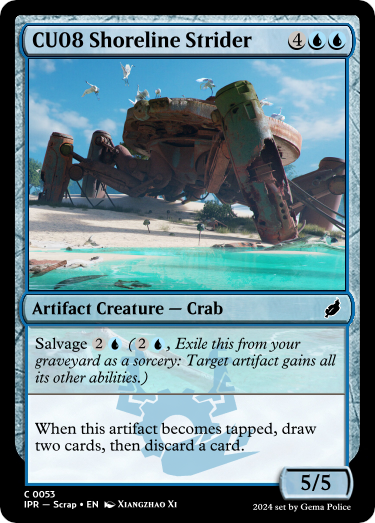 CU08 Shoreline Strider 4
Artifact Creature — Crab
Salvage 2 (2, Exile this from your
graveyard as a sorcery: Target artifact gains all
its other abilities.)
When this artifact becomes tapped, draw
two cards, then discard a card.
5/5
C 0053
IPR — Scrap • EN Xiangzhao Xi
2024 set by Gema Police